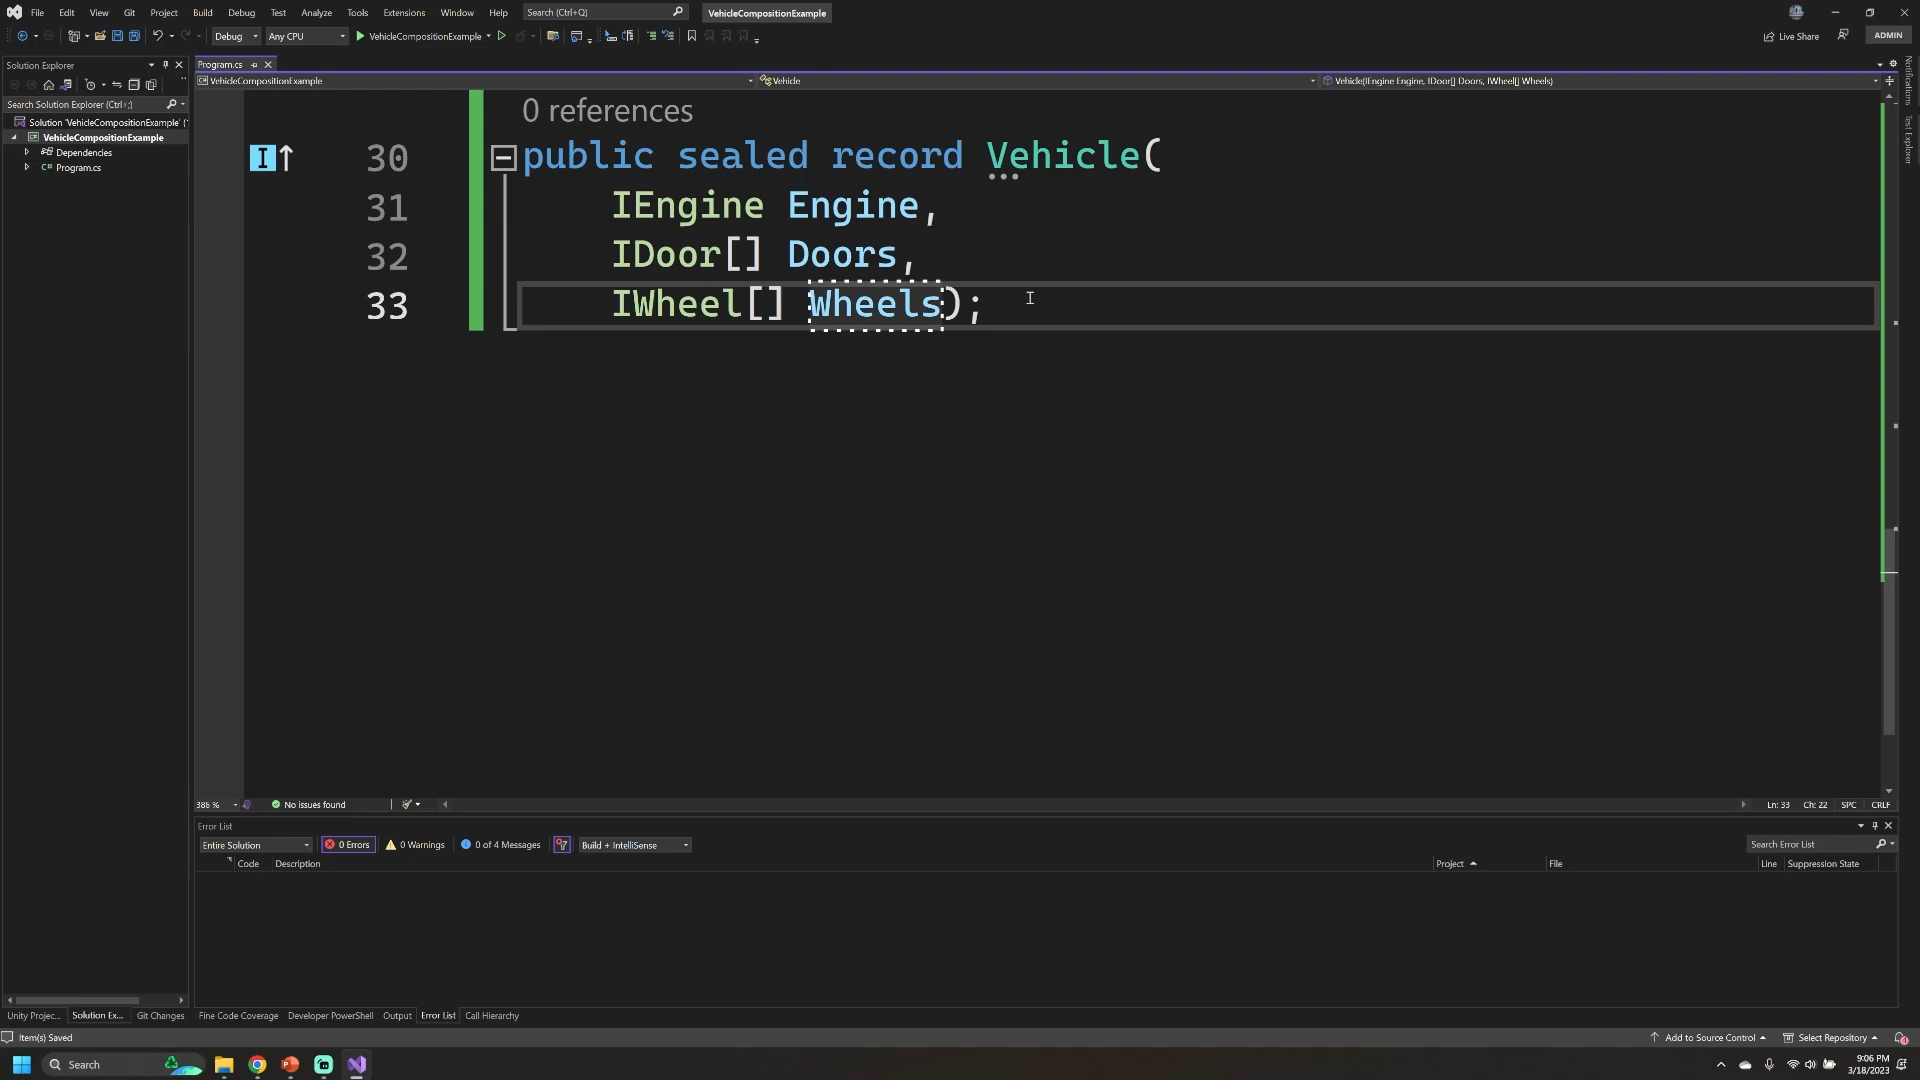 File Edit View Git Project Build Debug Test Analyze Tools Extensions Window Help Search (Ctrl+Q) VehicleCompositionExample
Debug Any CPU VehicleCompositionExample Live Share ADMIN
Solution Explorer
Search Solution Explorer (Ctrl+;)
Solution 'VehicleCompositionExample' (
VehicleCompositionExample
Dependencies
C# Program.cs
Program.cs
VehicleCompositionExample Vehicle Vehicle(IEngine Engine, IDoor[] Doors, IWheel[] Wheels)
0 references
30 public sealed record Vehicle(
31 IEngine Engine,
32 IDoor[] Doors,
33 IWheel[] Wheels);
Notifications
Test Explorer
386 % No issues found Ln: 33 Ch: 22 SPC CRLF
Error List
Entire Solution 0 Errors 0 Warnings 0 of 4 Messages Build + IntelliSense Search Error List
Code Description Project File Line Suppression State
Unity Projec... Solution Ex... Git Changes Fine Code Coverage Developer PowerShell Output Error List Call Hierarchy
Item(s) Saved Add to Source Control Select Repository
Search 9:06 PM
3/18/2023